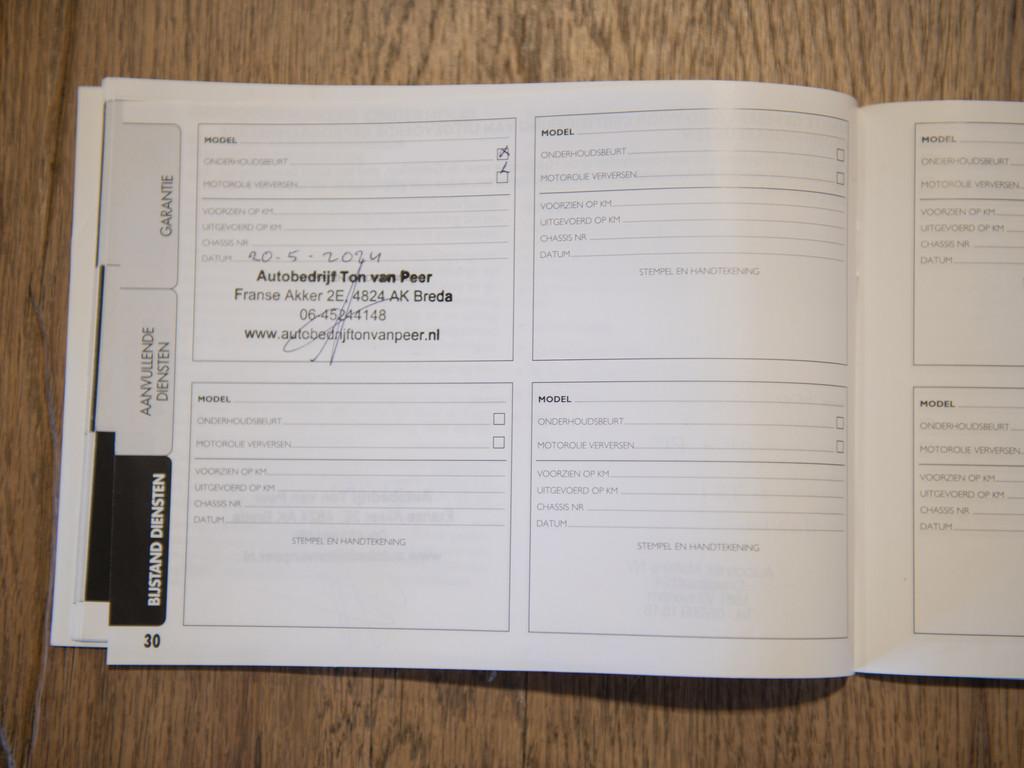 GARANTIE
AANVULLENDE
DIENSTEN
BIJSTAND DIENSTEN
30
MODEL
ONDERHOUDSBEURT
MOTOROLIE VERVERSEN
VOORZIEN OP KM
UITGEVOERD OP KM
CHASSIS NR
DATUM 20-5-2024
Autobedrijf Ton van Peer
Franse Akker 2E, 4824 AK Breda
06-45244148
www.autobedrijftonvanpeer.nl
MODEL
ONDERHOUDSBEURT
MOTOROLIE VERVERSEN
VOORZIEN OP KM
UITGEVOERD OP KM
CHASSIS NR
DATUM
STEMPEL EN HANDTEKENING
MODEL
ONDERHOUDSBEURT
MOTOROLIE VERVERSEN
VOORZIEN OP KM
UITGEVOERD OP KM
CHASSIS NR
DATUM
STEMPEL EN HANDTEKENING
MODEL
ONDERHOUDSBEURT
MOTOROLIE VERVERSEN
VOORZIEN OP KM
UITGEVOERD OP KM
CHASSIS NR
DATUM
STEMPEL EN HANDTEKENING
MODEL
ONDERHOUDSBEURT
MOTOROLIE VERVERSEN
VOORZIEN OP KM
UITGEVOERD OP KM
CHASSIS NR
DATUM
MODEL
ONDERHOUDSBEURT
MOTOROLIE VERVERSEN
VOORZIEN OP KM
UITGEVOERD OP KM
CHASSIS NR
DATUM